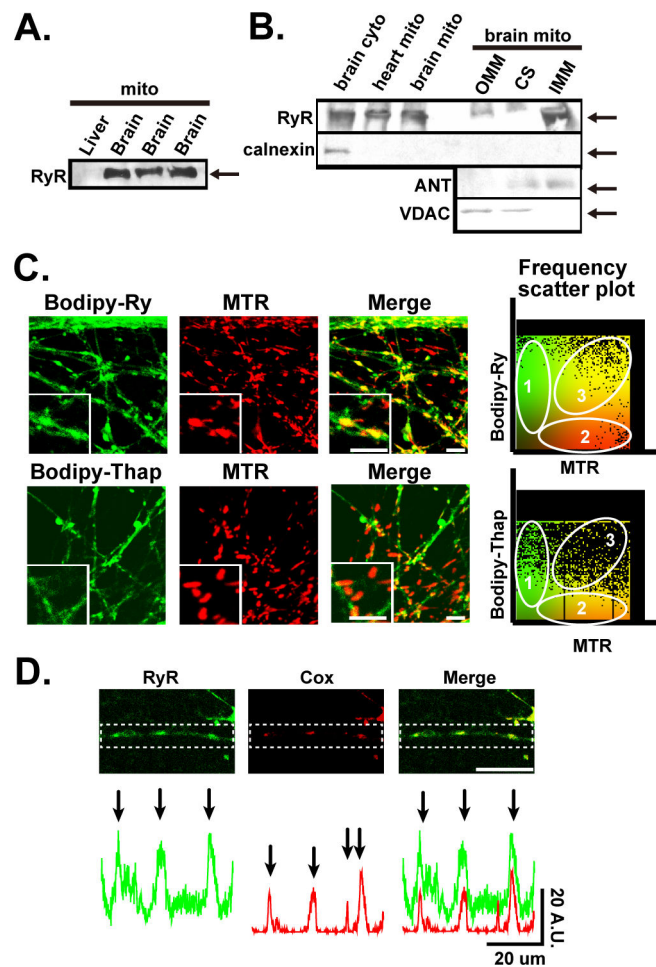 A.
mito
Liver Brain Brain Brain
RyR
B.
brain cyto heart mito brain mito
brain mito
OMM CS IMM
RyR
calnexin
ANT
VDAC
C.
Bodipy-Ry MTR Merge
Frequency
scatter plot
Bodipy-Ry
1
2
3
MTR
Bodipy-Thap MTR Merge
Bodipy-Thap
1
2
3
MTR
D.
RyR Cox Merge
20 A.U.
20 um